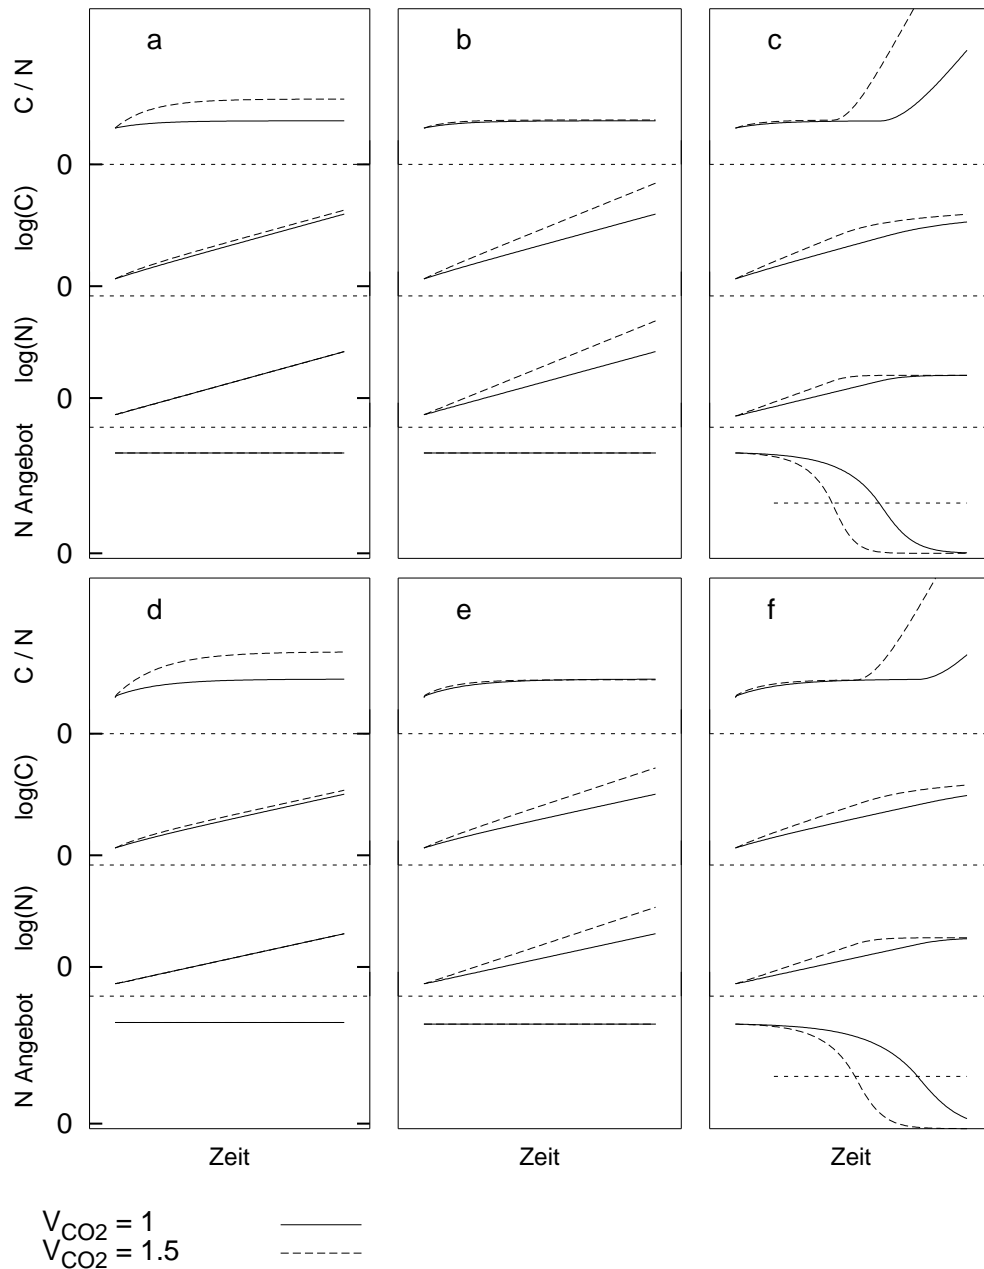 a b c
C / N
0
log(C)
0
log(N)
0
N Angebot
0
d e f
C / N
0
log(C)
0
log(N)
0
N Angebot
0
Zeit Zeit Zeit
VCO2 = 1
VCO2 = 1.5